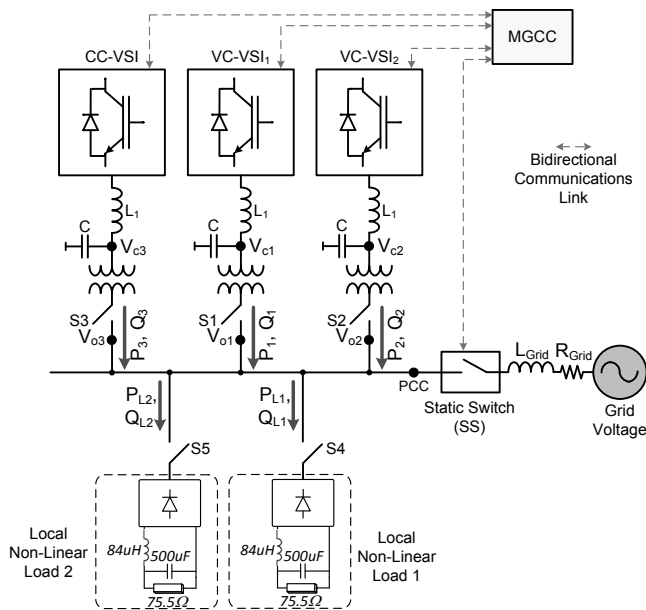 MGCC
CC-VSI
VC-VSI1
VC-VSI2
Bidirectional
Communications
Link
L1
L1
L1
C
C
C
Vc3
Vc1
Vc2
S3
S1
S2
Vo3
Vo1
Vo2
P3, Q3
P1, Q1
P2, Q2
PCC
LGrid
RGrid
Static Switch
(SS)
Grid
Voltage
PL2,
QL2
PL1,
QL1
S5
S4
Local
Non-Linear
Load 2
84uH
500uF
75.5Ω
84uH
500uF
75.5Ω
Local
Non-Linear
Load 1